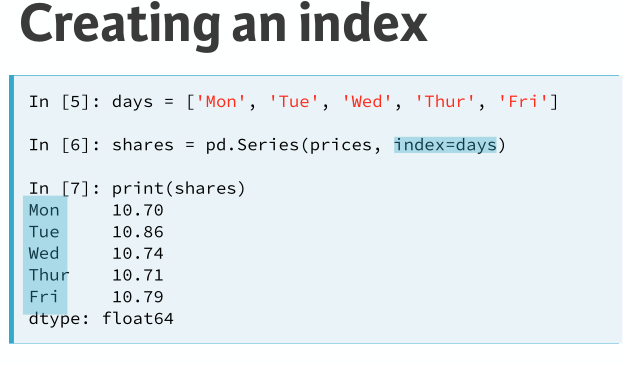 Creating an index
In [5]: days = ['Mon', 'Tue', 'Wed', 'Thur', 'Fri']
In [6]: shares = pd.Series(prices, index=days)
In [7]: print(shares)
Mon     10.70
Tue     10.86
Wed     10.74
Thur    10.71
Fri     10.79
dtype: float64